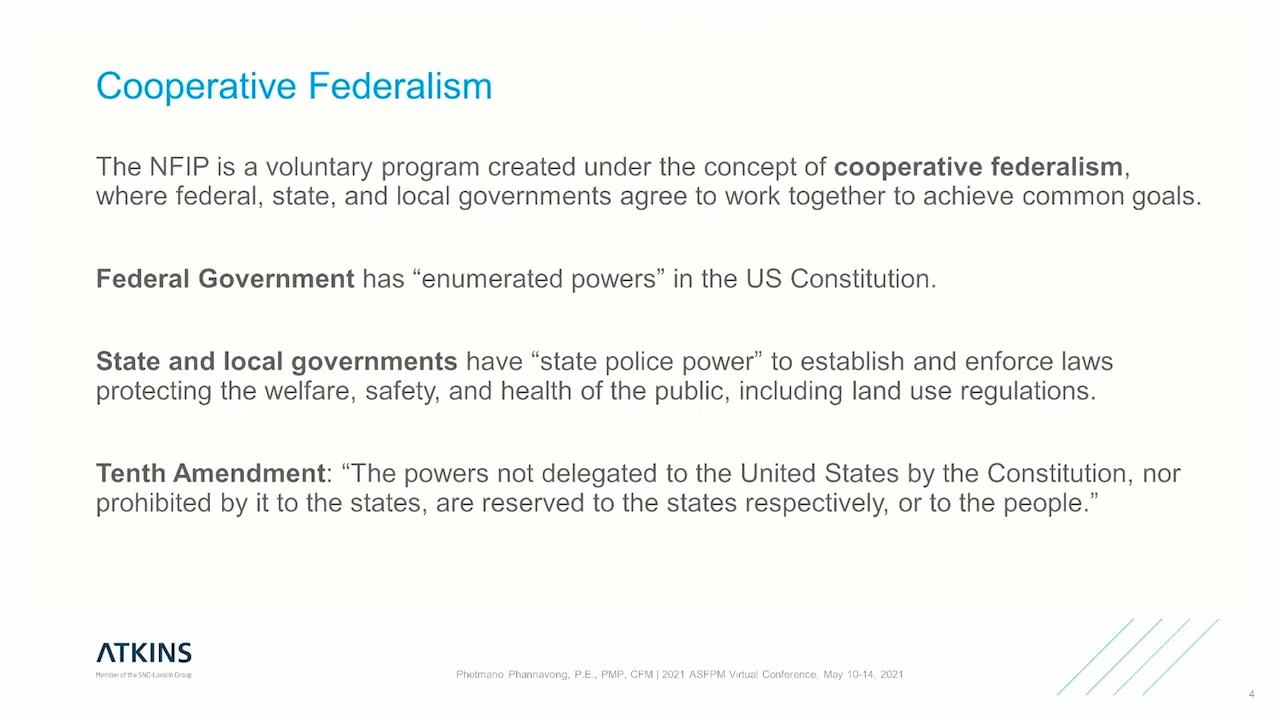 Cooperative Federalism
The NFIP is a voluntary program created under the concept of cooperative federalism,
where federal, state, and local governments agree to work together to achieve common goals.
Federal Government has “enumerated powers” in the US Constitution.
State and local governments have “state police power” to establish and enforce laws
protecting the welfare, safety, and health of the public, including land use regulations.
Tenth Amendment: “The powers not delegated to the United States by the Constitution, nor
prohibited by it to the states, are reserved to the states respectively, or to the people.”
ATKINS
Member of the SNC-Lavalin Group
Phetmano Phannavong, P.E., PMP, CFM | 2021 ASFPM Virtual Conference, May 10-14, 2021
4